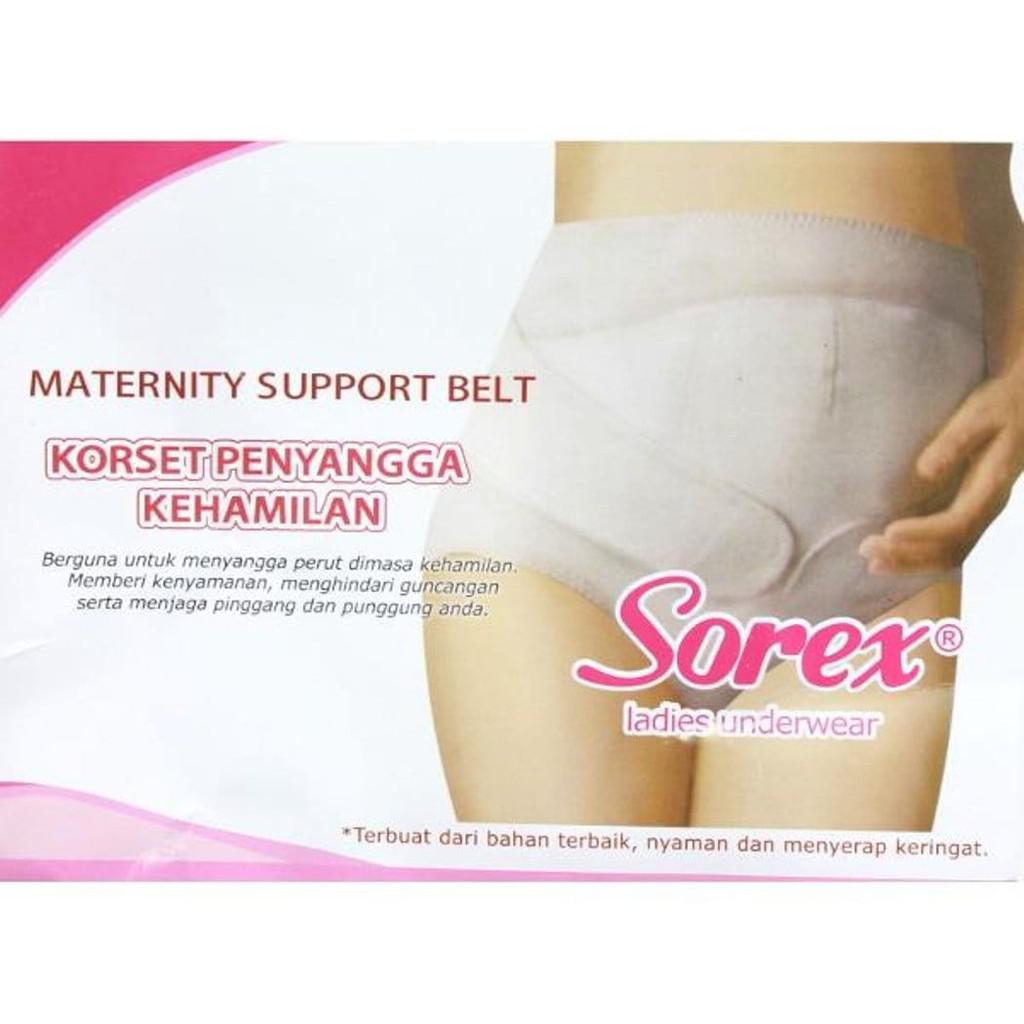 MATERNITY SUPPORT BELT
KORSET PENYANGGA
KEHAMILAN
Berguna untuk menyangga perut dimasa kehamilan.
Memberi kenyamanan, menghindari guncangan
serta menjaga pinggang dan punggung anda.
Sorex®
ladies underwear
*Terbuat dari bahan terbaik, nyaman dan menyerap keringat.